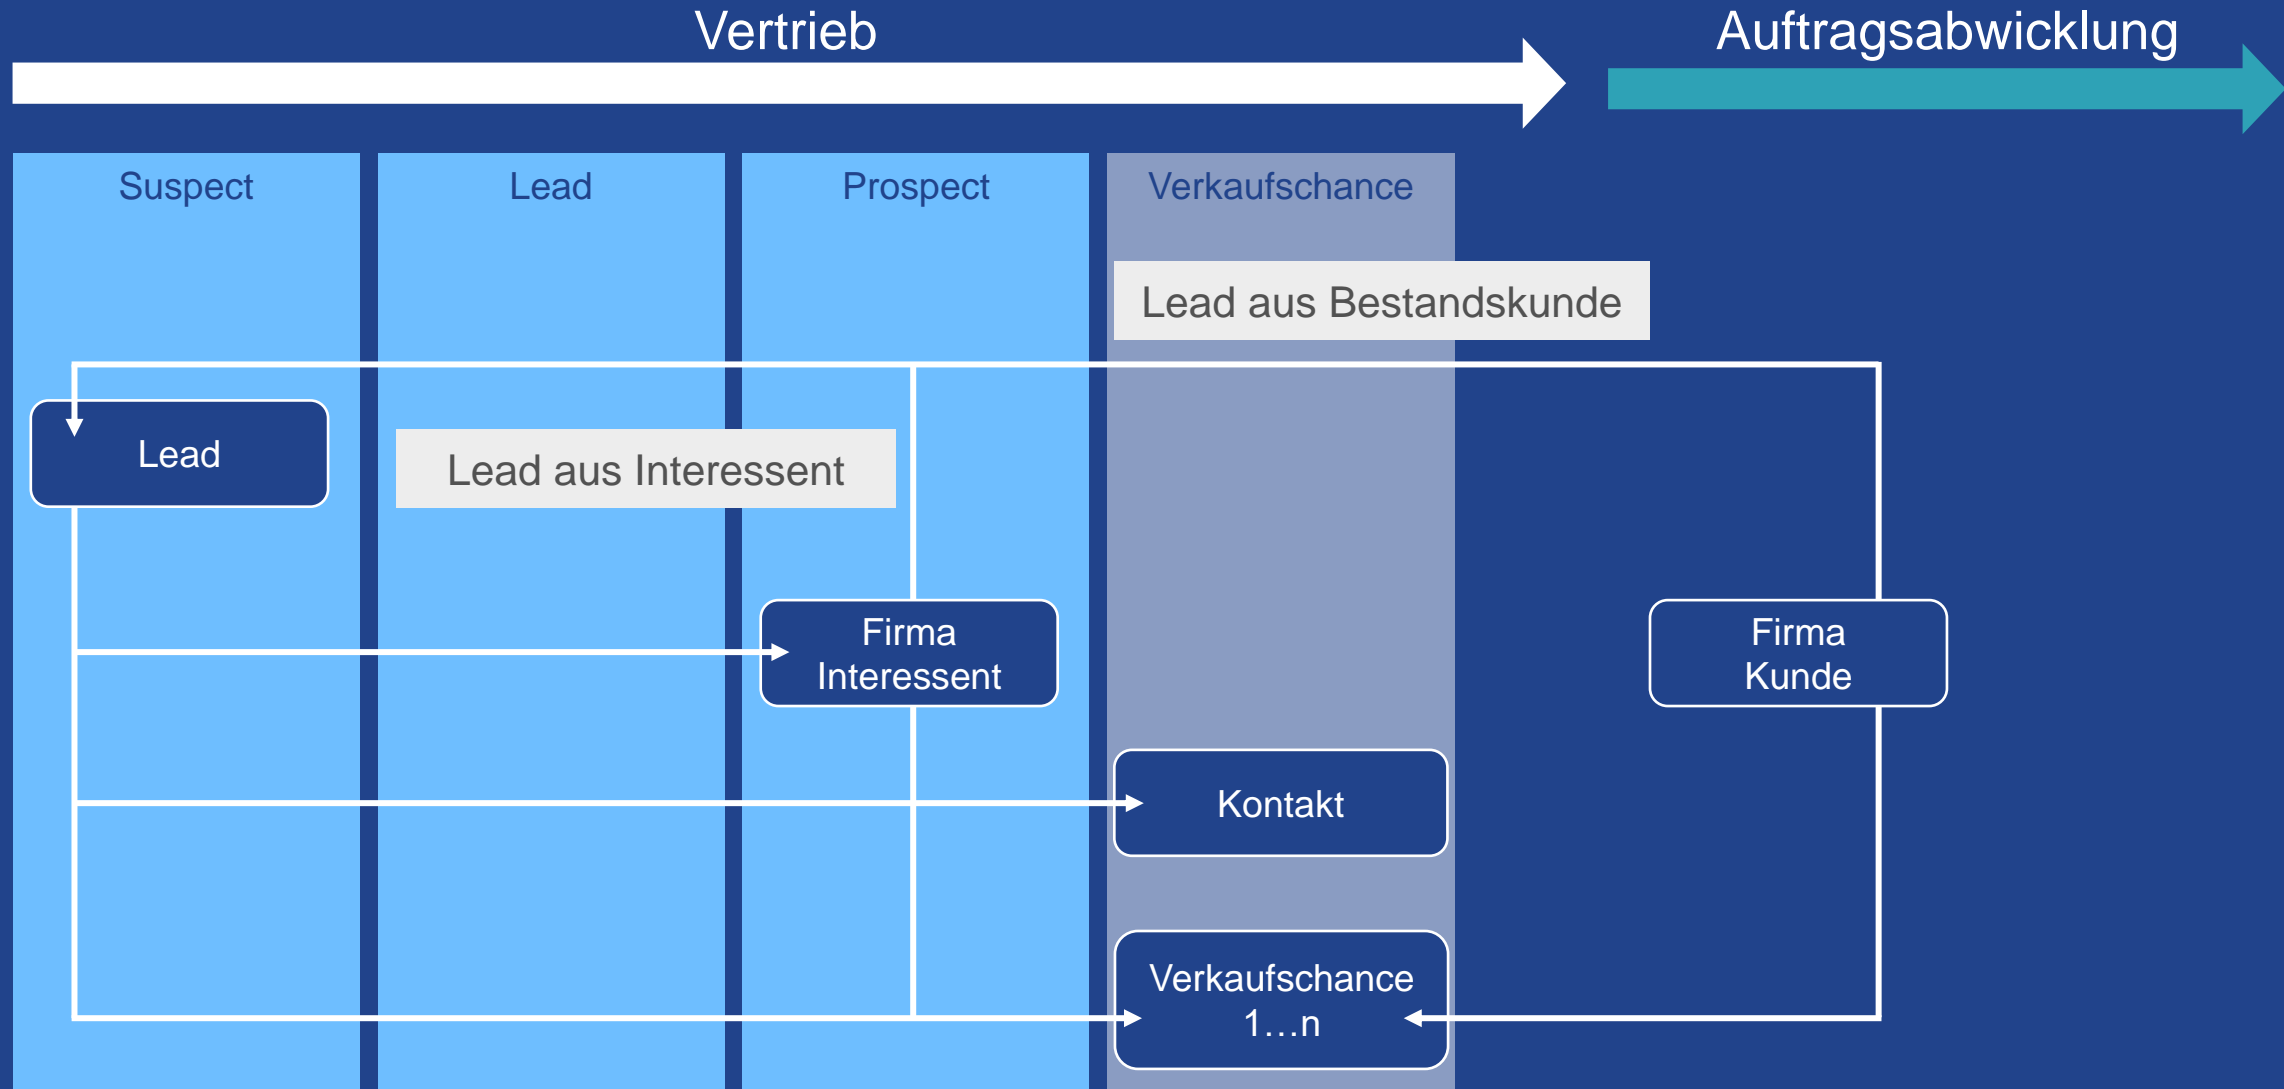 Vertrieb
Auftragsabwicklung
Suspect
Lead
Prospect
Verkaufschance
Lead aus Bestandskunde
Lead
Lead aus Interessent
Firma
Interessent
Firma
Kunde
Kontakt
Verkaufschance
1…n